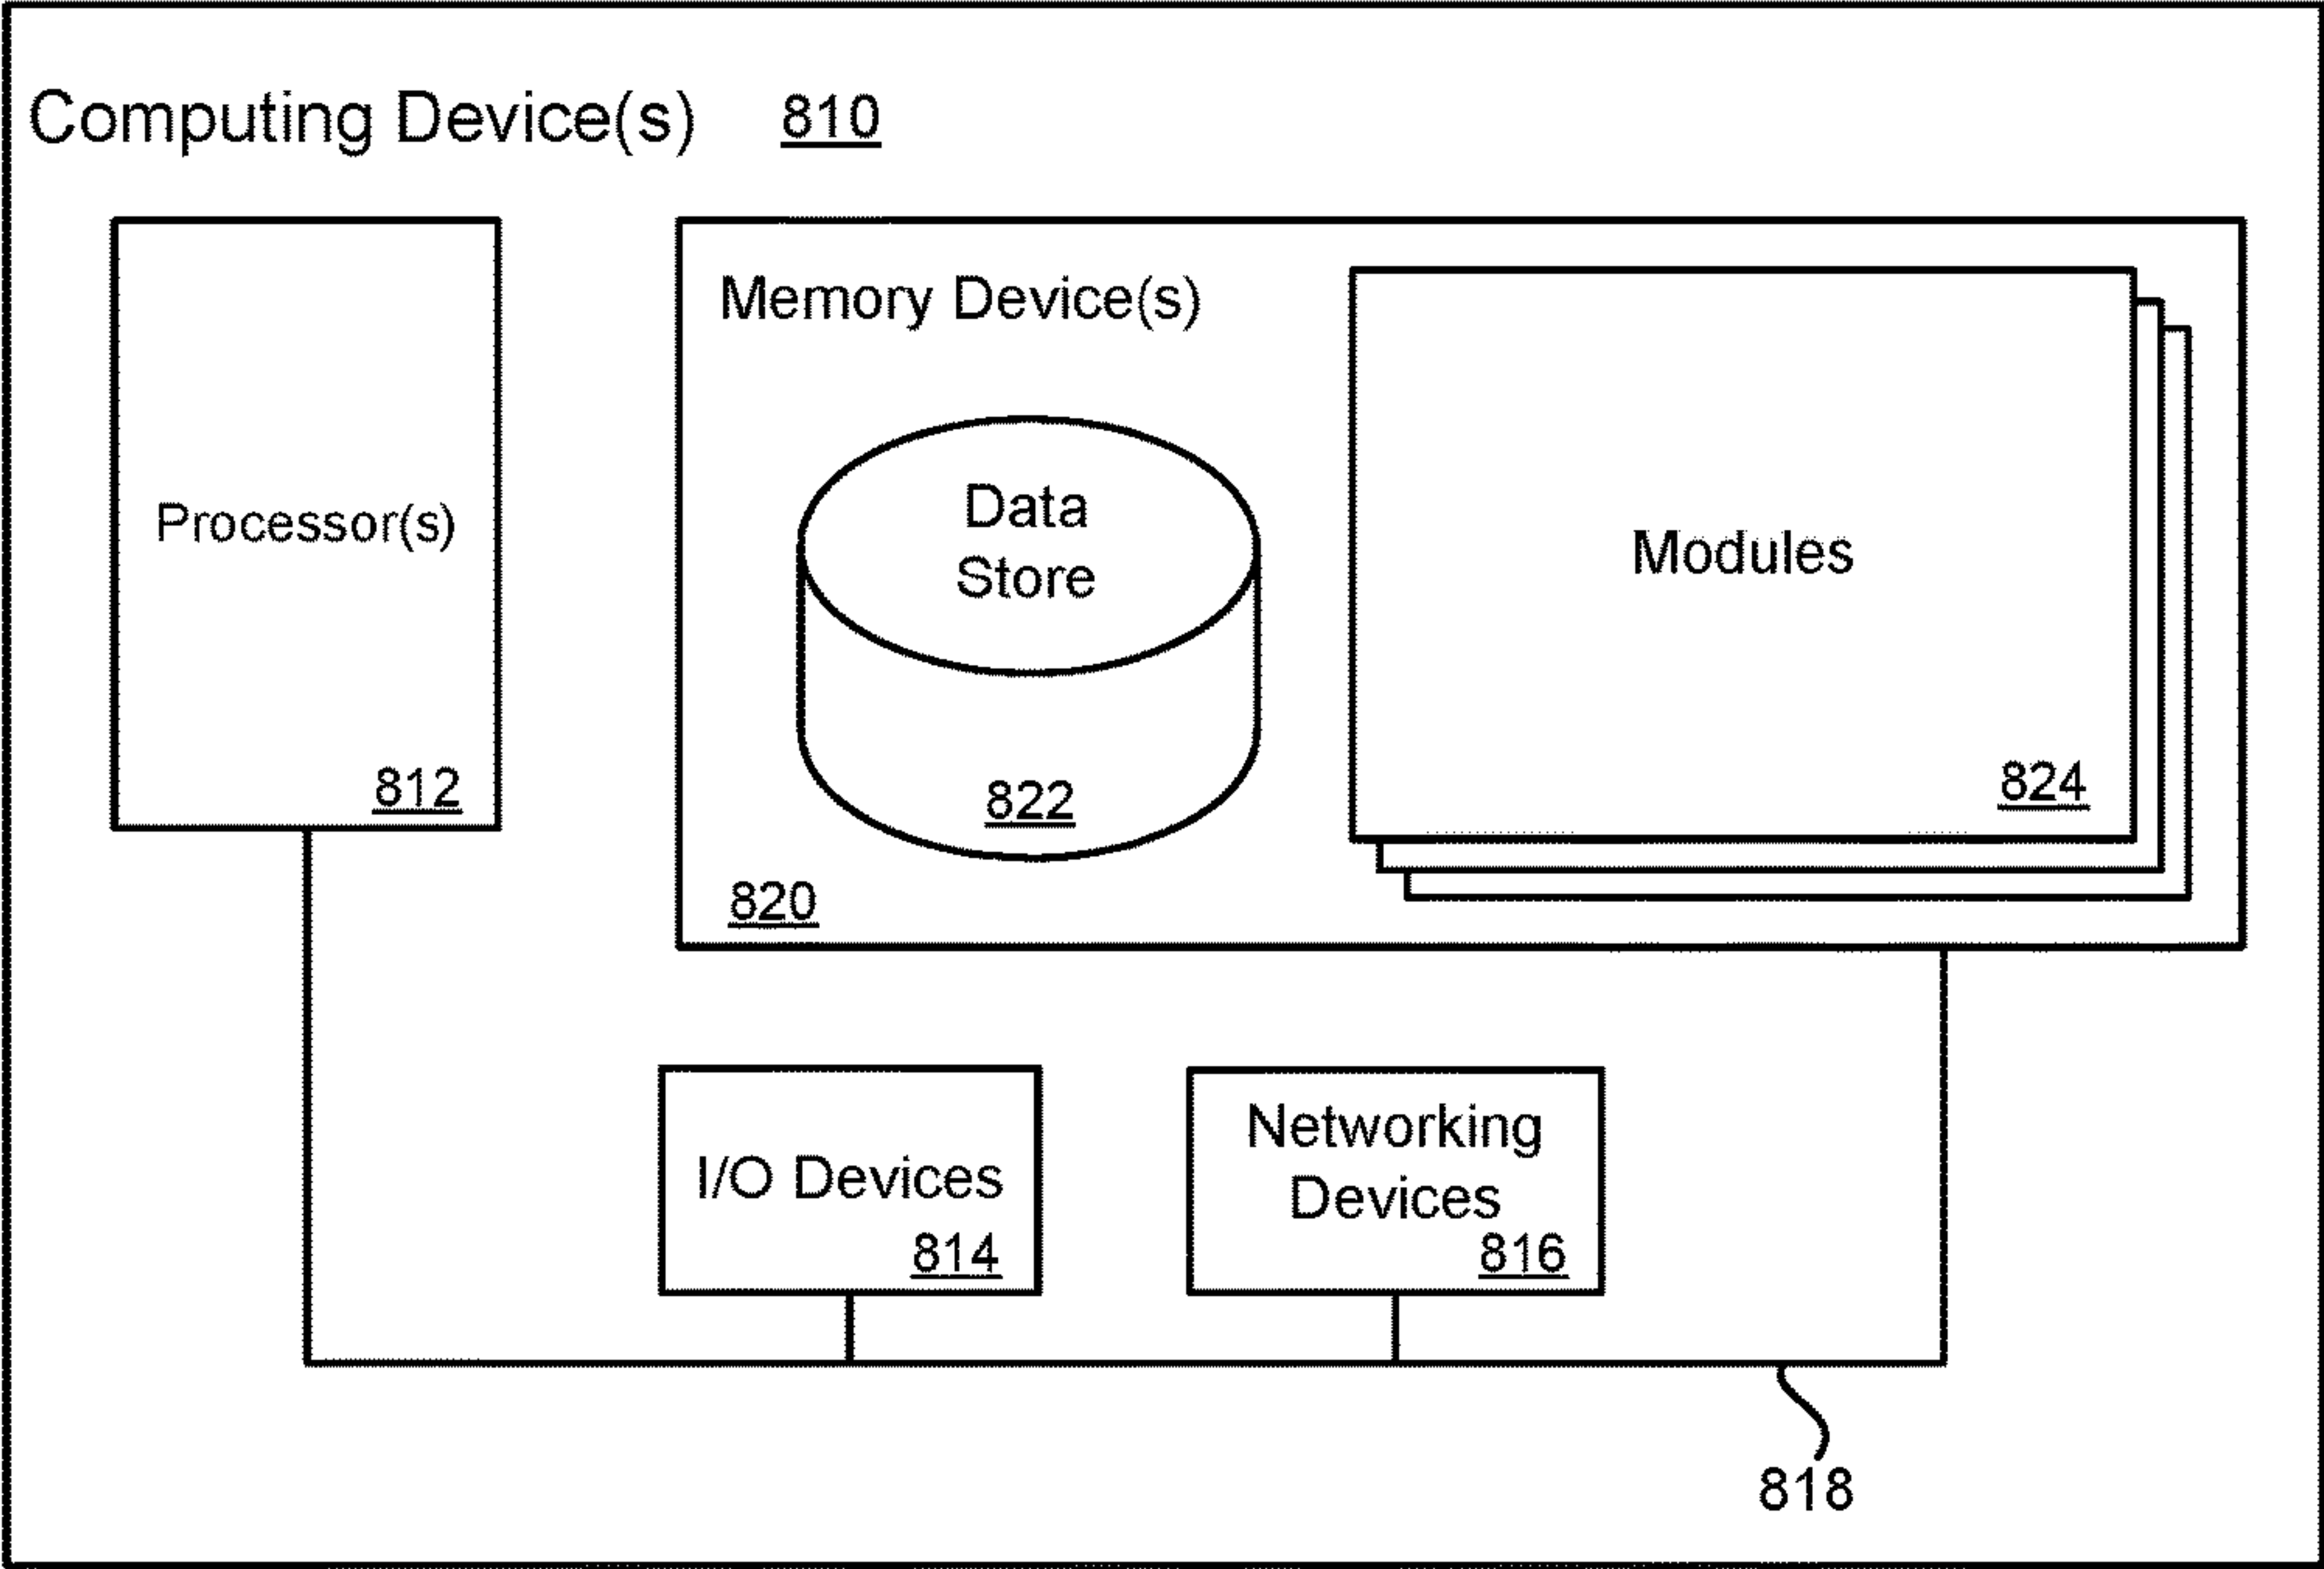 Computing Device(s) 810
Processor(s)
812
Memory Device(s)
Data
Store
822
820
Modules
824
I/O Devices
814
Networking
Devices
816
818